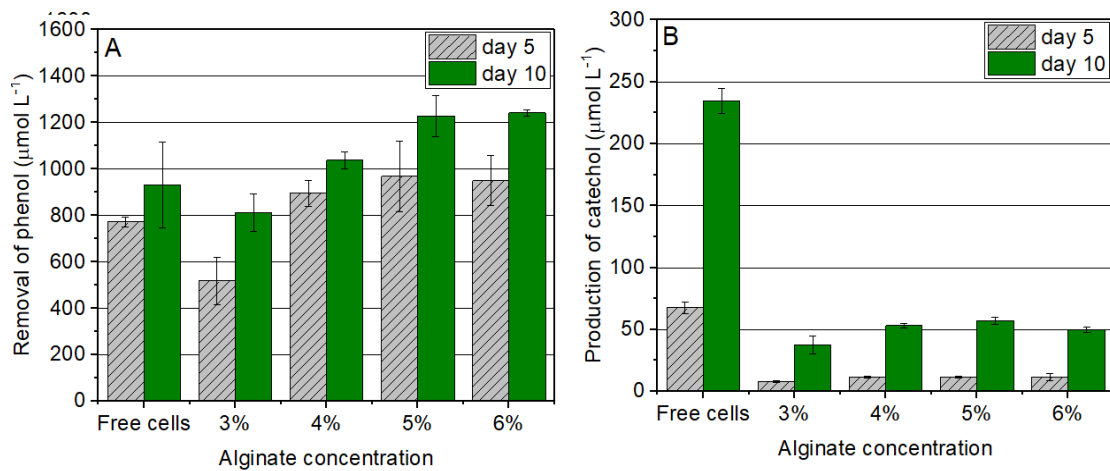 1600
1400
1200
1000
800
600
400
200
0
Removal of phenol (μmol L⁻¹)
A
day 5
day 10
Free cells 3% 4% 5% 6%
Alginate concentration
300
250
200
150
100
50
0
Production of catechol (μmol L⁻¹)
B
day 5
day 10
Free cells 3% 4% 5% 6%
Alginate concentration